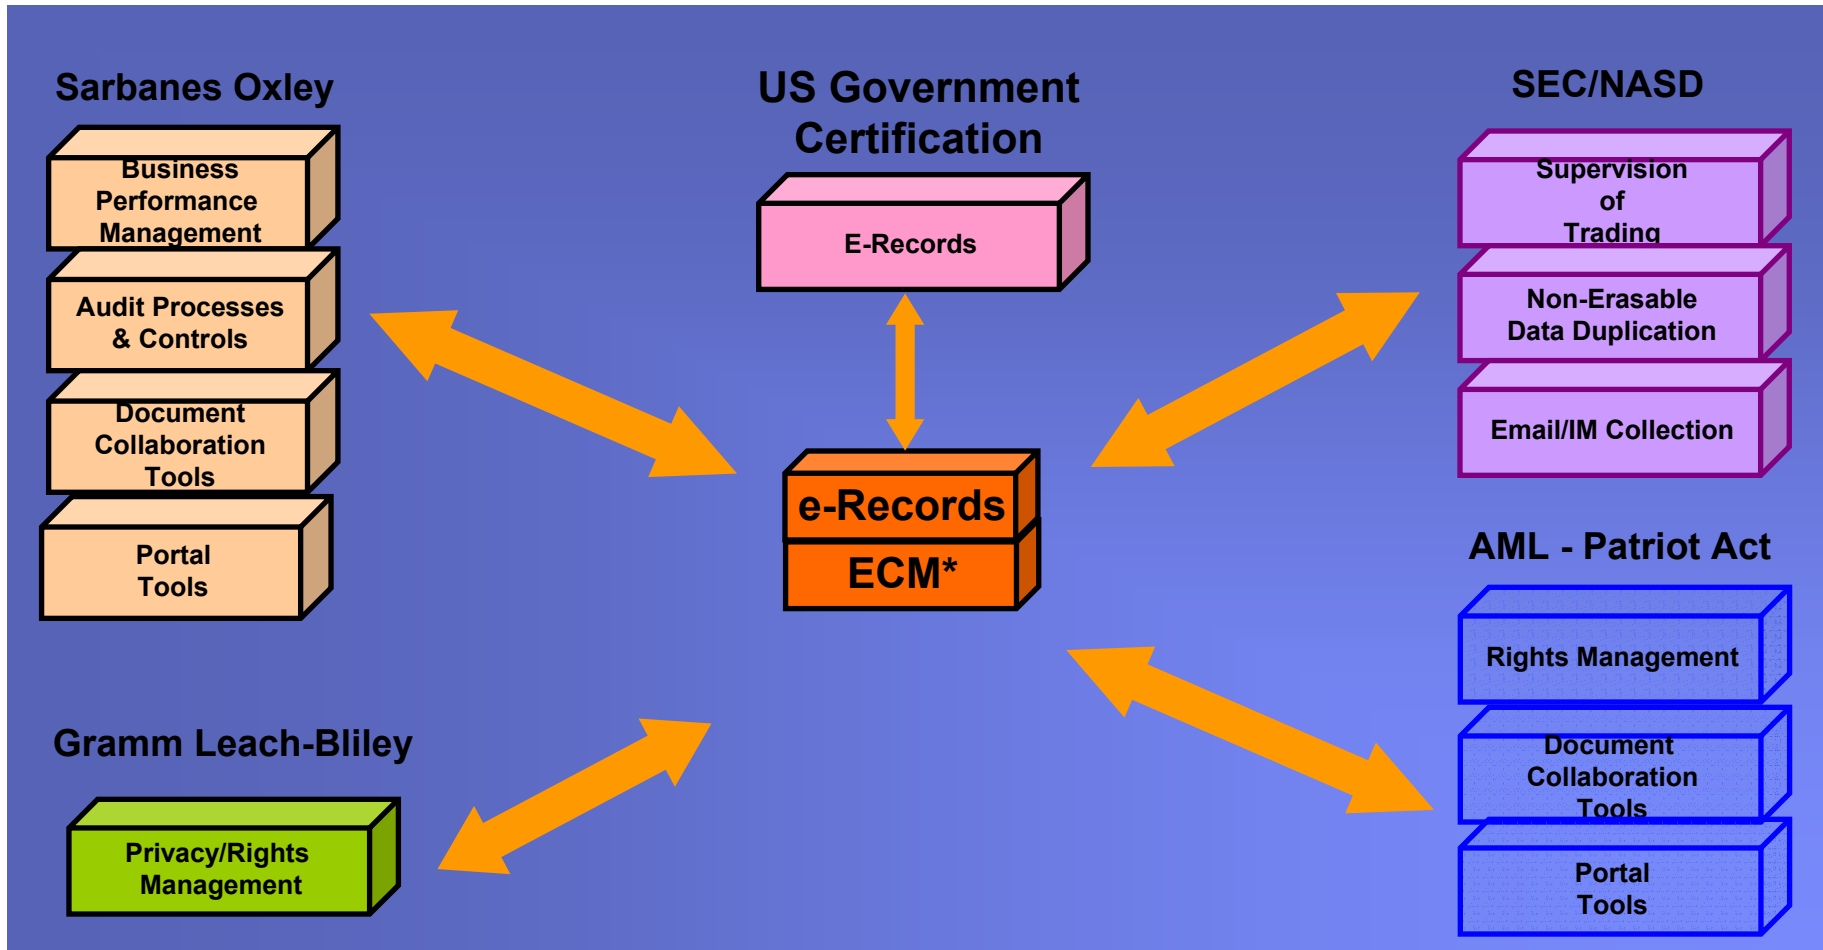 Sarbanes Oxley
Business
Performance
Management
Audit Processes
& Controls
Document
Collaboration
Tools
Portal
Tools
US Government
Certification
E-Records
e-Records
ECM*
SEC/NASD
Supervision
of
Trading
Non-Erasable
Data Duplication
Email/IM Collection
AML - Patriot Act
Rights Management
Document
Collaboration
Tools
Portal
Tools
Gramm Leach-Bliley
Privacy/Rights
Management